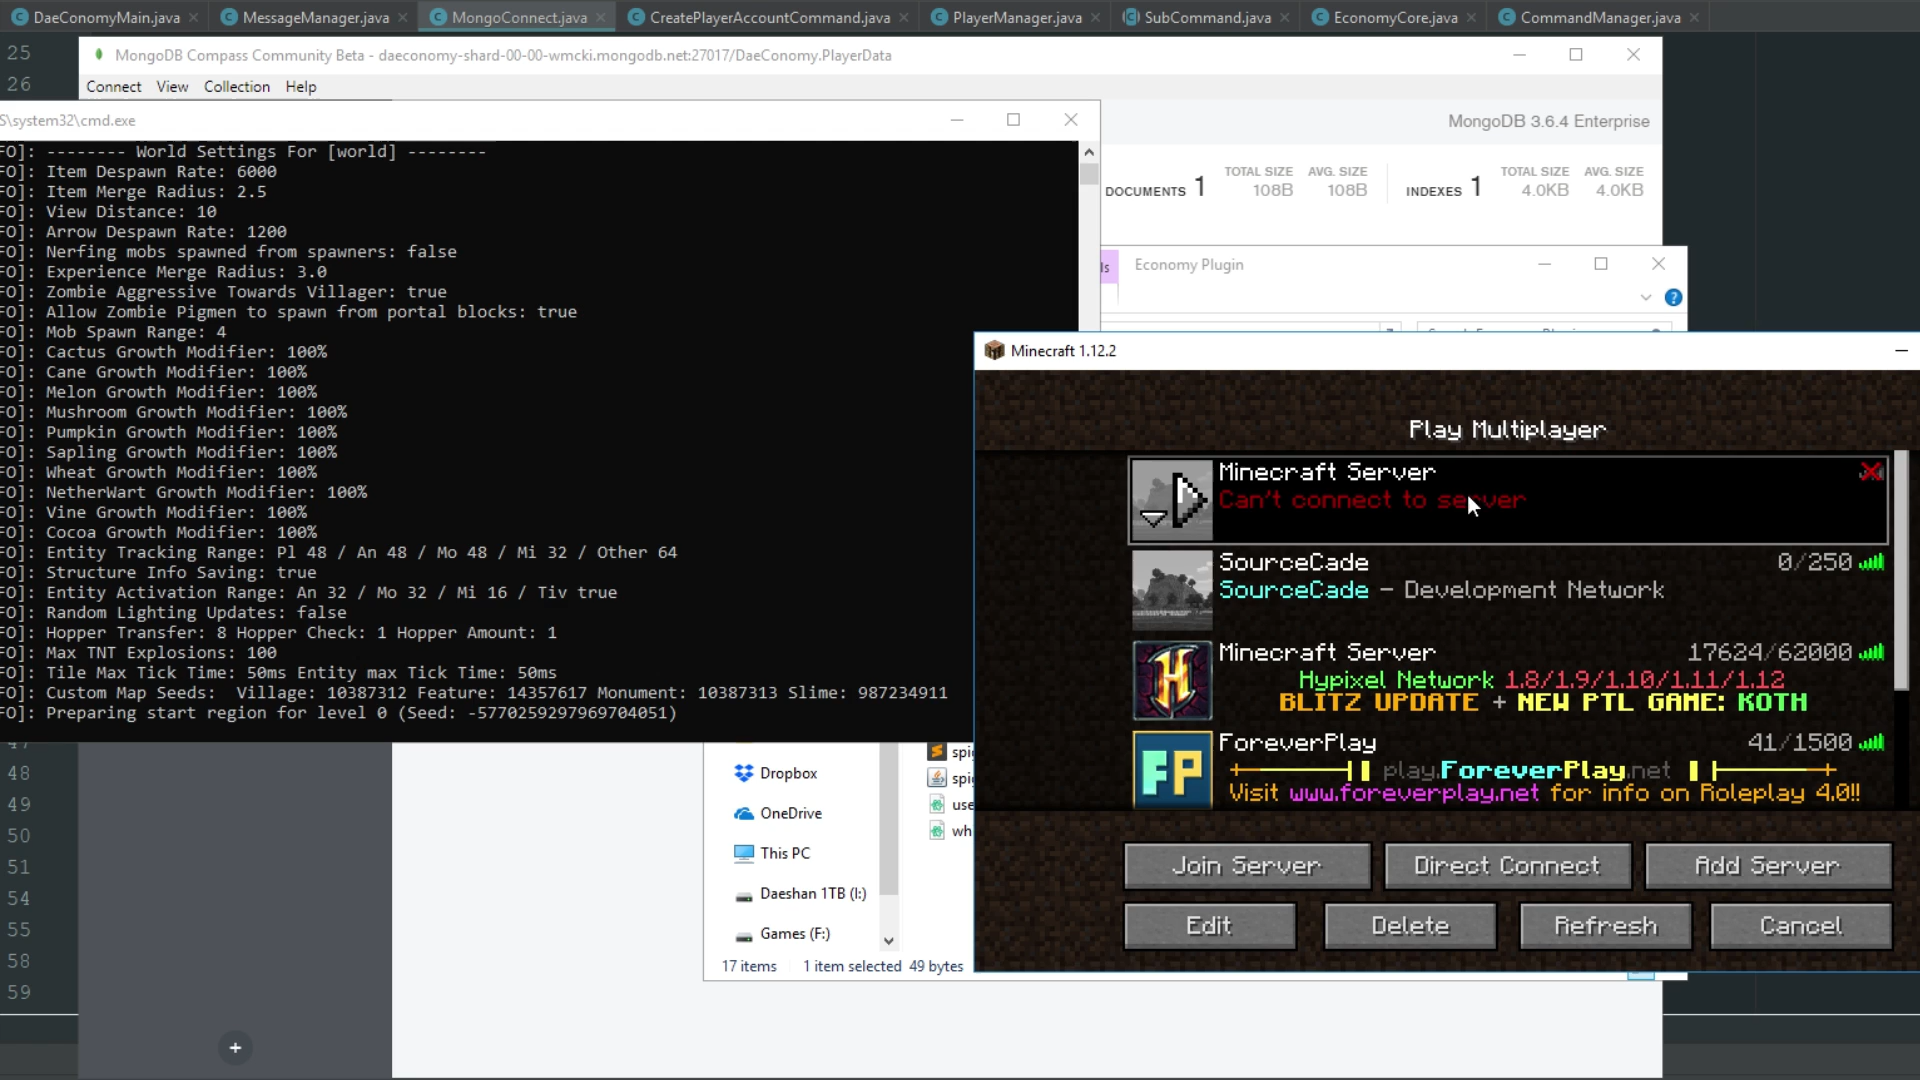 DaeConomyMain.java
MessageManager.java
MongoConnect.java
CreatePlayerAccountCommand.java
PlayerManager.java
SubCommand.java
EconomyCore.java
CommandManager.java
25
26
MongoDB Compass Community Beta - daeconomy-shard-00-00-wmcki.mongodb.net:27017/DaeConomy.PlayerData
Connect View Collection Help
S\system32\cmd.exe
MongoDB 3.6.4 Enterprise
DOCUMENTS 1
TOTAL SIZE 108B
AVG. SIZE 108B
INDEXES 1
TOTAL SIZE 4.0KB
AVG. SIZE 4.0KB
FO]: -------- World Settings For [world] --------
FO]: Item Despawn Rate: 6000
FO]: Item Merge Radius: 2.5
FO]: View Distance: 10
FO]: Arrow Despawn Rate: 1200
FO]: Nerfing mobs spawned from spawners: false
FO]: Experience Merge Radius: 3.0
FO]: Zombie Aggressive Towards Villager: true
FO]: Allow Zombie Pigmen to spawn from portal blocks: true
FO]: Mob Spawn Range: 4
FO]: Cactus Growth Modifier: 100%
FO]: Cane Growth Modifier: 100%
FO]: Melon Growth Modifier: 100%
FO]: Mushroom Growth Modifier: 100%
FO]: Pumpkin Growth Modifier: 100%
FO]: Sapling Growth Modifier: 100%
FO]: Wheat Growth Modifier: 100%
FO]: NetherWart Growth Modifier: 100%
FO]: Vine Growth Modifier: 100%
FO]: Cocoa Growth Modifier: 100%
FO]: Entity Tracking Range: Pl 48 / An 48 / Mo 48 / Mi 32 / Other 64
FO]: Structure Info Saving: true
FO]: Entity Activation Range: An 32 / Mo 32 / Mi 16 / Tiv true
FO]: Random Lighting Updates: false
FO]: Hopper Transfer: 8 Hopper Check: 1 Hopper Amount: 1
FO]: Max TNT Explosions: 100
FO]: Tile Max Tick Time: 50ms Entity max Tick Time: 50ms
FO]: Custom Map Seeds:  Village: 10387312 Feature: 14357617 Monument: 10387313 Slime: 987234911
FO]: Preparing start region for level 0 (Seed: -5770259297969704051)
ls
Economy Plugin
Minecraft 1.12.2
Play Multiplayer
Minecraft Server
Can't connect to server
SourceCade 0/250
SourceCade - Development Network
Minecraft Server 17624/62000
Hypixel Network 1.8/1.9/1.10/1.11/1.12
BLITZ UPDATE + NEW PTL GAME: KOTH
ForeverPlay 41/1500
play.ForeverPlay.net
Visit www.foreverplay.net for info on Roleplay 4.0!!
Join Server
Direct Connect
Add Server
Edit
Delete
Refresh
Cancel
48
49
50
51
54
55
58
59
Dropbox
OneDrive
This PC
Daeshan 1TB (I:)
Games (F:)
spi
spi
use
wh
17 items 1 item selected 49 bytes
+